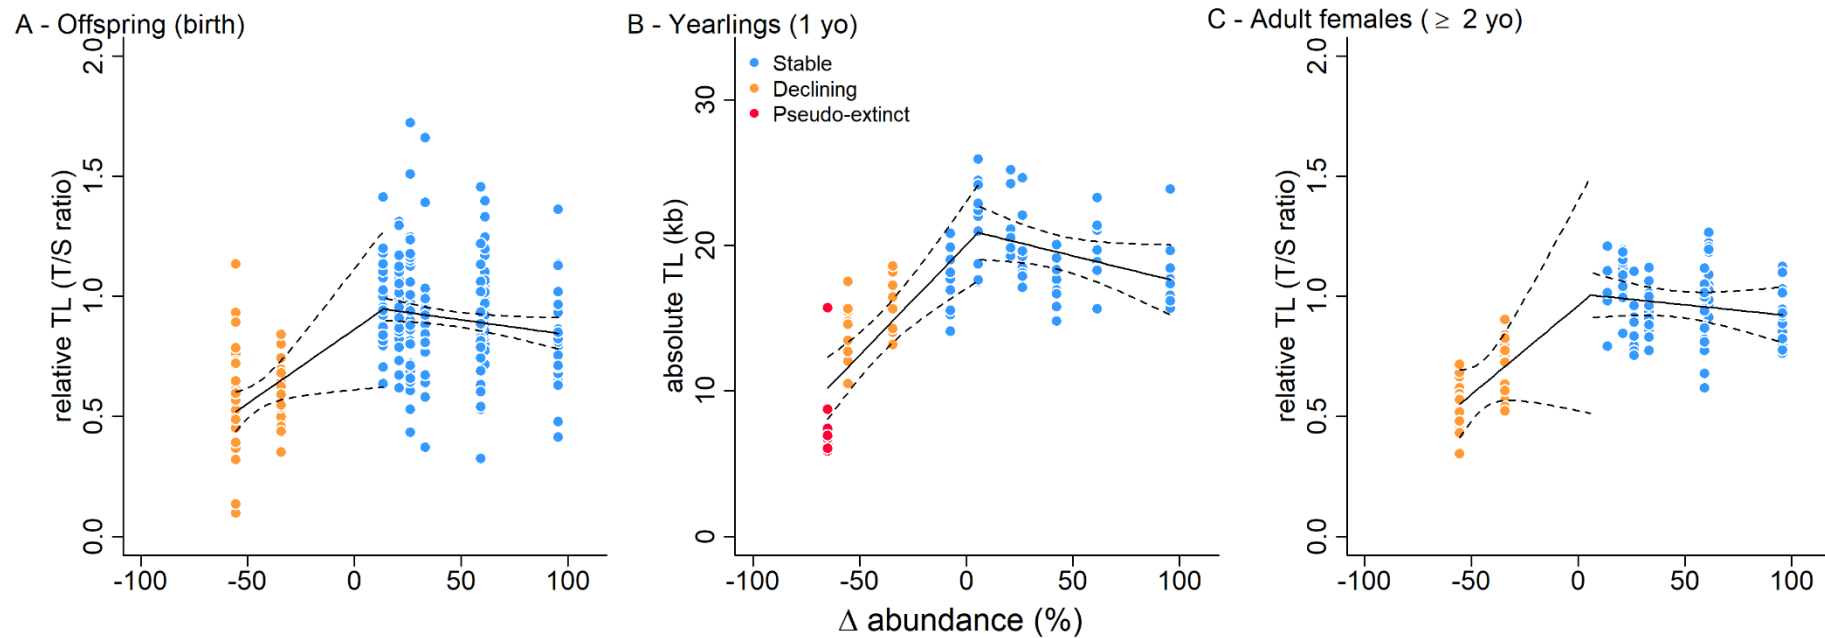 A - Offspring (birth)
relative TL (T/S ratio)
2.0
1.5
1.0
0.5
0.0
-100 -50 0 50 100
B - Yearlings (1 yo)
Stable
Declining
Pseudo-extinct
absolute TL (kb)
30
20
10
0
-100 -50 0 50 100
C - Adult females ( ≥ 2 yo)
relative TL (T/S ratio)
2.0
1.5
1.0
0.5
0.0
-100 -50 0 50 100
Δ abundance (%)